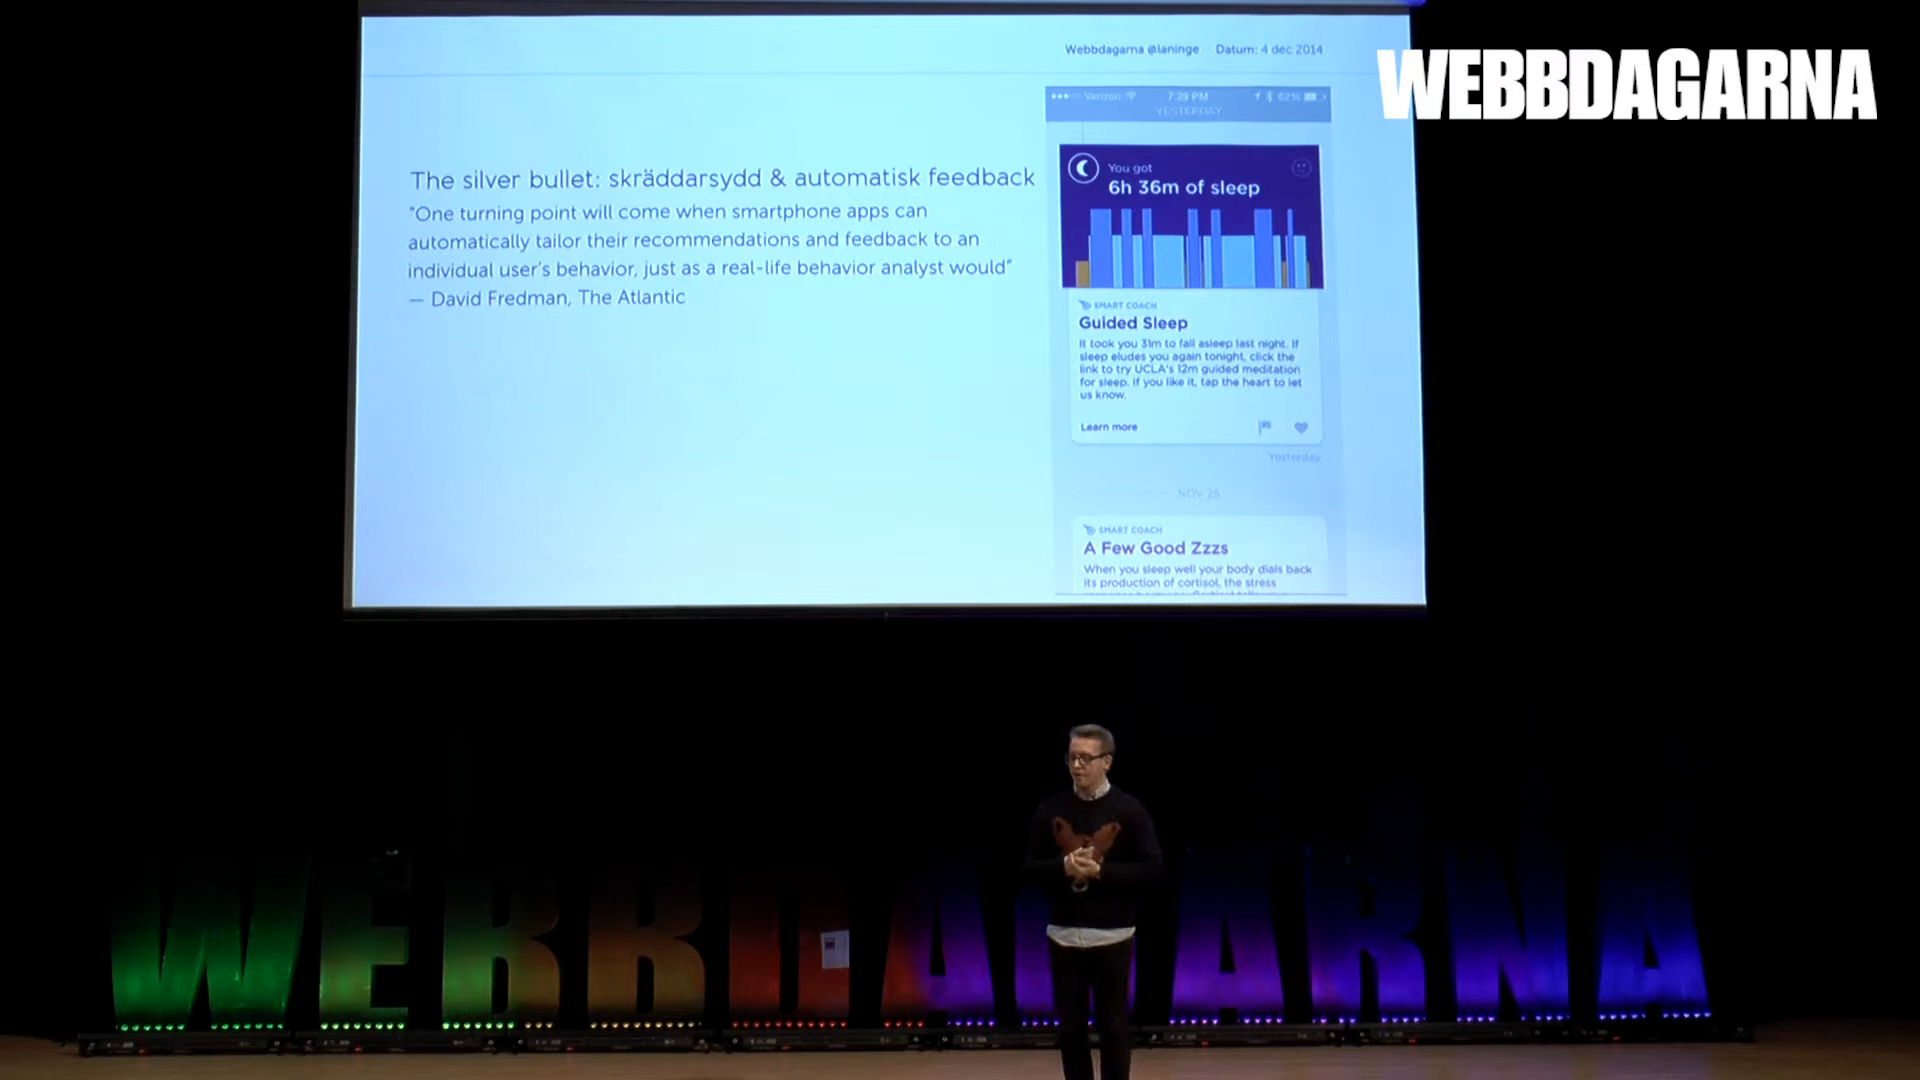 Webbdagarna @laninge Datum: 4 dec 2014
WEBBDAGARNA
The silver bullet: skräddarsydd & automatisk feedback
"One turning point will come when smartphone apps can
automatically tailor their recommendations and feedback to an
individual user's behavior, just as a real-life behavior analyst would"
— David Fredman, The Atlantic
Verizon 7:29 PM 62%
YESTERDAY
You got
6h 36m of sleep
SMART COACH
Guided Sleep
It took you 31m to fall asleep last night. If
sleep eludes you again tonight, click the
link to try UCLA's 12m guided meditation
for sleep. If you like it, tap the heart to let
us know.
Learn more
Yesterday
NOV 25
SMART COACH
A Few Good Zzzs
When you sleep well your body dials back
its production of cortisol, the stress
WEBBDAGARNA